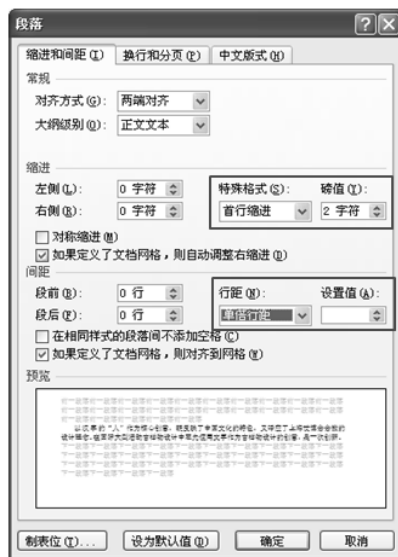 段落
缩进和间距(I) 换行和分页(P) 中文版式(H)
常规
对齐方式(G): 两端对齐
大纲级别(O): 正文文本
缩进
左侧(L): 0 字符 特殊格式(S): 磅值(Y):
右侧(R): 0 字符 首行缩进 2 字符
对称缩进(M)
如果定义了文档网格，则自动调整右缩进(D)
间距
段前(B): 0 行 行距(N): 设置值(A):
段后(F): 0 行 单倍行距
在相同样式的段落间不添加空格(C)
如果定义了文档网格，则对齐到网格(W)
预览
制表位(T)... 设为默认值(D) 确定 取消